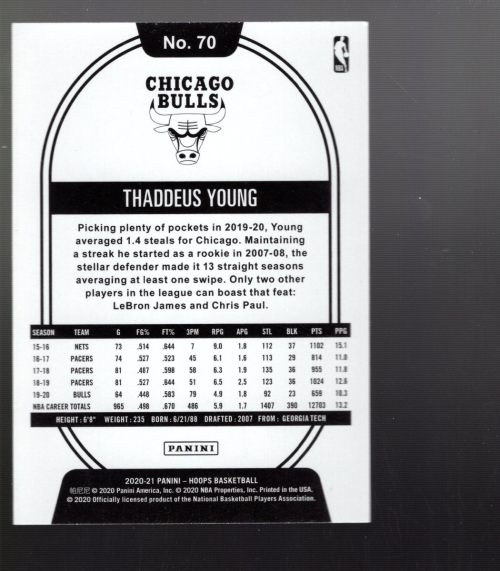 No. 70
NBA
CHICAGO
BULLS
THADDEUS YOUNG
Picking plenty of pockets in 2019-20, Young
averaged 1.4 steals for Chicago. Maintaining
a streak he started as a rookie in 2007-08, the
stellar defender made it 13 straight seasons
averaging at least one swipe. Only two other
players in the league can boast that feat:
LeBron James and Chris Paul.
SEASON TEAM G FG% FT% 3PM RPG APG STL BLK PTS PPG
15-16 NETS 73 .514 .644 7 9.0 1.8 112 37 1102 15.1
16-17 PACERS 74 .527 .523 45 6.1 1.6 113 29 814 11.0
17-18 PACERS 81 .487 .598 58 6.3 1.9 135 36 955 11.8
18-19 PACERS 81 .527 .644 51 6.5 2.5 123 36 1024 12.6
19-20 BULLS 64 .448 .583 79 4.9 1.8 92 23 659 10.3
NBA CAREER TOTALS 965 .498 .670 486 5.9 1.7 1407 390 12703 13.2
HEIGHT: 6'8" WEIGHT: 235 BORN: 6/21/88 DRAFTED: 2007 FROM: GEORGIA TECH
PANINI
2020-21 PANINI – HOOPS BASKETBALL
帕尼尼 © 2020 Panini America, Inc. © 2020 NBA Properties, Inc. Printed in the USA.
© 2020 Officially licensed product of the National Basketball Players Association.